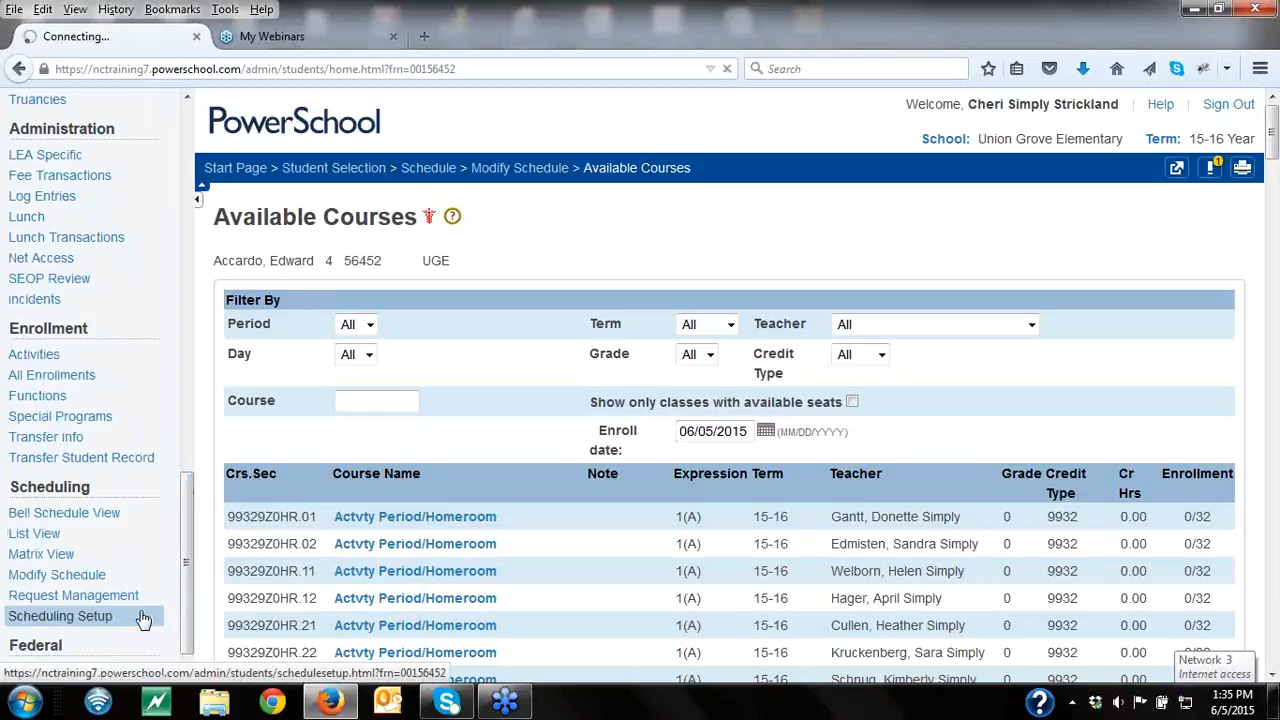 File Edit View History Bookmarks Tools Help
Connecting... × My Webinars × +
https://nctraining7.powerschool.com/admin/students/home.html?frn=00156452 Search
Truancies
Administration
LEA Specific
Fee Transactions
Log Entries
Lunch
Lunch Transactions
Net Access
SEOP Review
Incidents
Enrollment
Activities
All Enrollments
Functions
Special Programs
Transfer Info
Transfer Student Record
Scheduling
Bell Schedule View
List View
Matrix View
Modify Schedule
Request Management
Scheduling Setup
Federal
PowerSchool
Welcome, Cheri Simply Strickland | Help | Sign Out
School: Union Grove Elementary Term: 15-16 Year
Start Page > Student Selection > Schedule > Modify Schedule > Available Courses
Available Courses
Accardo, Edward 4 56452 UGE
Filter By
Period All Term All Teacher All
Day All Grade All Credit Type All
Course Show only classes with available seats
Enroll date: 06/05/2015 (MM/DD/YYYY)
Crs.Sec Course Name Note Expression Term Teacher Grade Credit Type Cr Hrs Enrollment
99329Z0HR.01 Actvty Period/Homeroom 1(A) 15-16 Gantt, Donette Simply 0 9932 0.00 0/32
99329Z0HR.02 Actvty Period/Homeroom 1(A) 15-16 Edmisten, Sandra Simply 0 9932 0.00 0/32
99329Z0HR.11 Actvty Period/Homeroom 1(A) 15-16 Welborn, Helen Simply 0 9932 0.00 0/32
99329Z0HR.12 Actvty Period/Homeroom 1(A) 15-16 Hager, April Simply 0 9932 0.00 0/32
99329Z0HR.21 Actvty Period/Homeroom 1(A) 15-16 Cullen, Heather Simply 0 9932 0.00 0/32
99329Z0HR.22 Actvty Period/Homeroom 1(A) 15-16 Kruckenberg, Sara Simply 0 9932 0.00
Network 3
Internet access
https://nctraining7.powerschool.com/admin/students/schedulesetup.html?frn=00156452
1:35 PM
6/5/2015